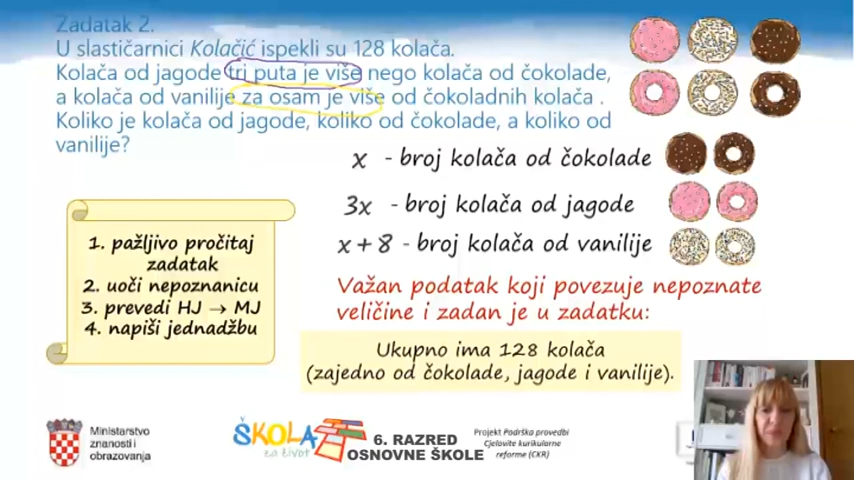 Zadatak 2.
U slastičarnici Kolačić ispekli su 128 kolača.
Kolača od jagode tri puta je više nego kolača od čokolade,
a kolača od vanilije za osam je više od čokoladnih kolača .
Koliko je kolača od jagode, koliko od čokolade, a koliko od
vanilije?
x - broj kolača od čokolade
3x - broj kolača od jagode
x + 8 - broj kolača od vanilije
1. pažljivo pročitaj
zadatak
2. uoči nepoznanicu
3. prevedi HJ → MJ
4. napiši jednadžbu
Važan podatak koji povezuje nepoznate
veličine i zadan je u zadatku:
Ukupno ima 128 kolača
(zajedno od čokolade, jagode i vanilije).
Ministarstvo
znanosti i
obrazovanja
ŠKOLA
za život
6. RAZRED
OSNOVNE ŠKOLE
Projekt Podrška provedbi
Cjelovite kurikularne
reforme (CKR)